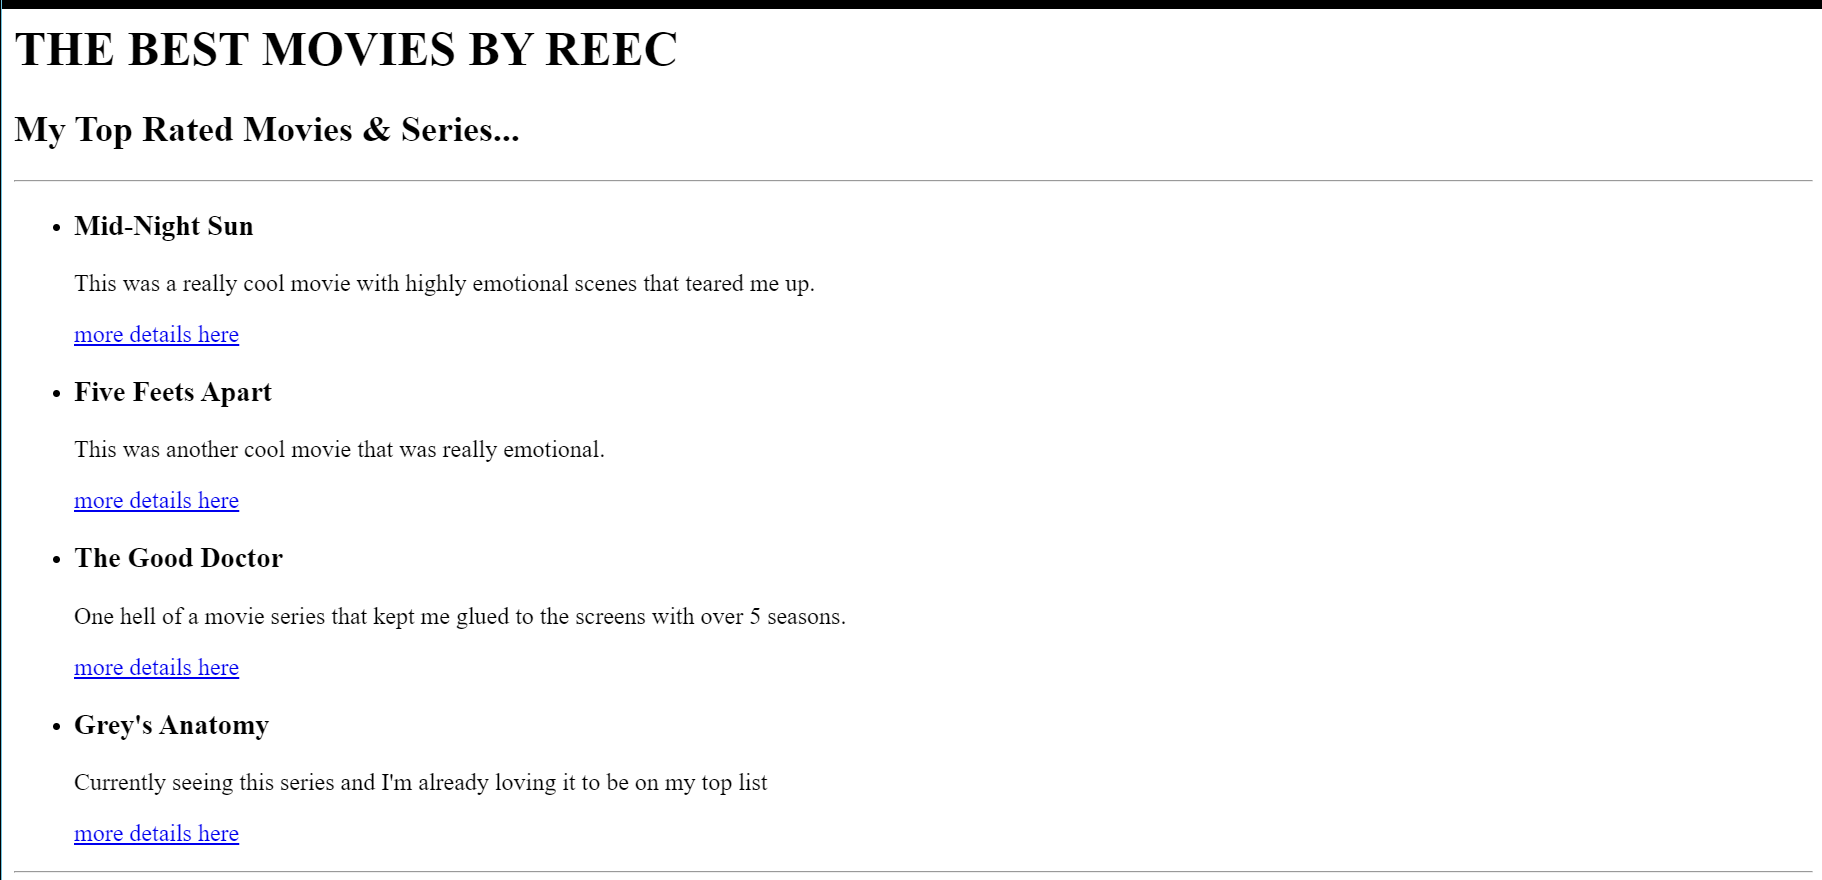 THE BEST MOVIES BY REEC
My Top Rated Movies & Series...
Mid-Night Sun
This was a really cool movie with highly emotional scenes that teared me up.
more details here
Five Feets Apart
This was another cool movie that was really emotional.
more details here
The Good Doctor
One hell of a movie series that kept me glued to the screens with over 5 seasons.
more details here
Grey's Anatomy
Currently seeing this series and I'm already loving it to be on my top list
more details here